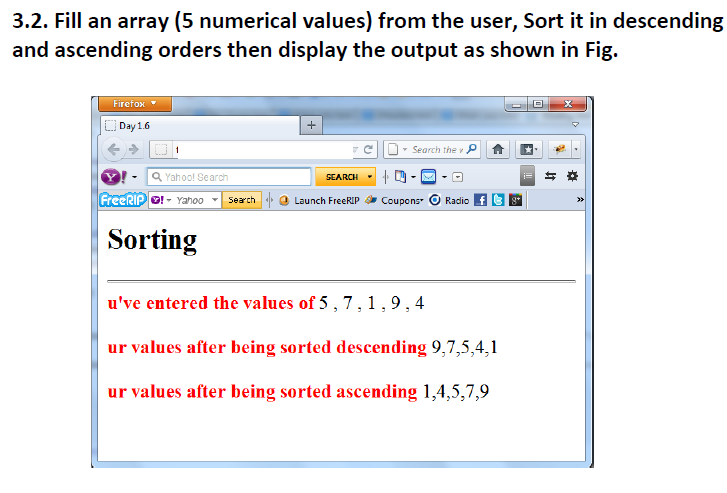 3.2. Fill an array (5 numerical values) from the user, Sort it in descending
and ascending orders then display the output as shown in Fig.
Firefox
Day 1.6
+
1
Search the v
Y!
Yahoo! Search
SEARCH
FreeRIP Y! Yahoo Search Launch FreeRIP Coupons Radio f g+ »
Sorting
u've entered the values of 5 , 7 , 1 , 9 , 4
ur values after being sorted descending 9,7,5,4,1
ur values after being sorted ascending 1,4,5,7,9